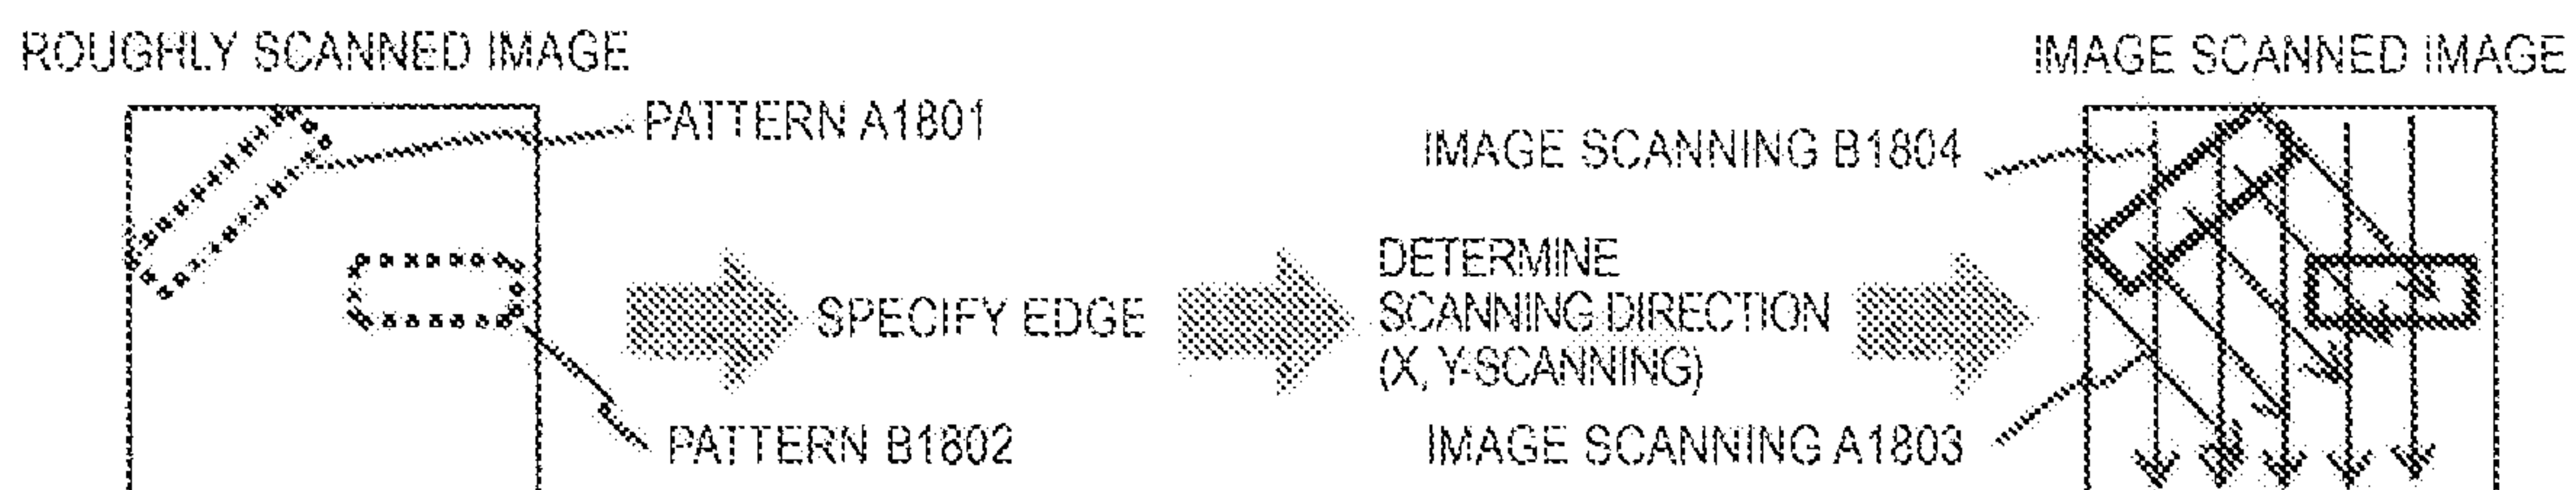 ROUGHLY SCANNED IMAGE
PATTERN A1801
PATTERN B1802
SPECIFY EDGE
DETERMINE
SCANNING DIRECTION
(X, Y-SCANNING)
IMAGE SCANNED IMAGE
IMAGE SCANNING B1804
IMAGE SCANNING A1803